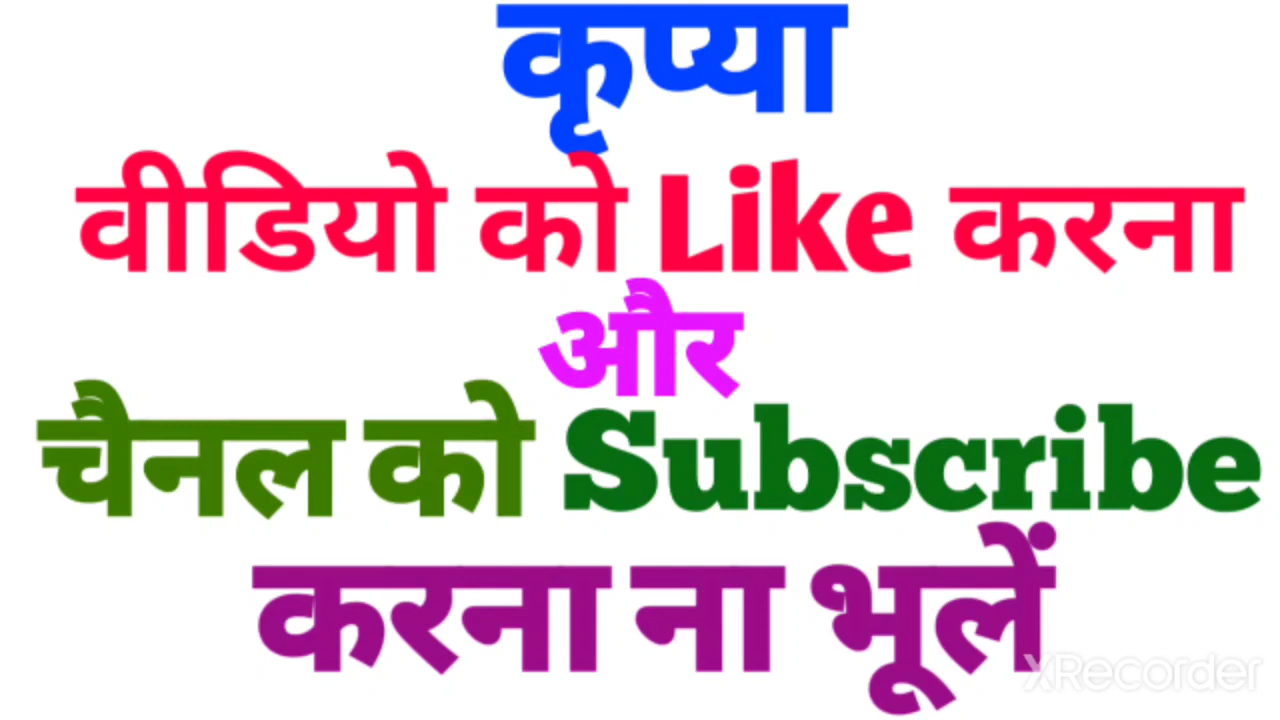 कृप्या
वीडियो को Like करना
और
चैनल को Subscribe
करना ना भूलें
XRecorder